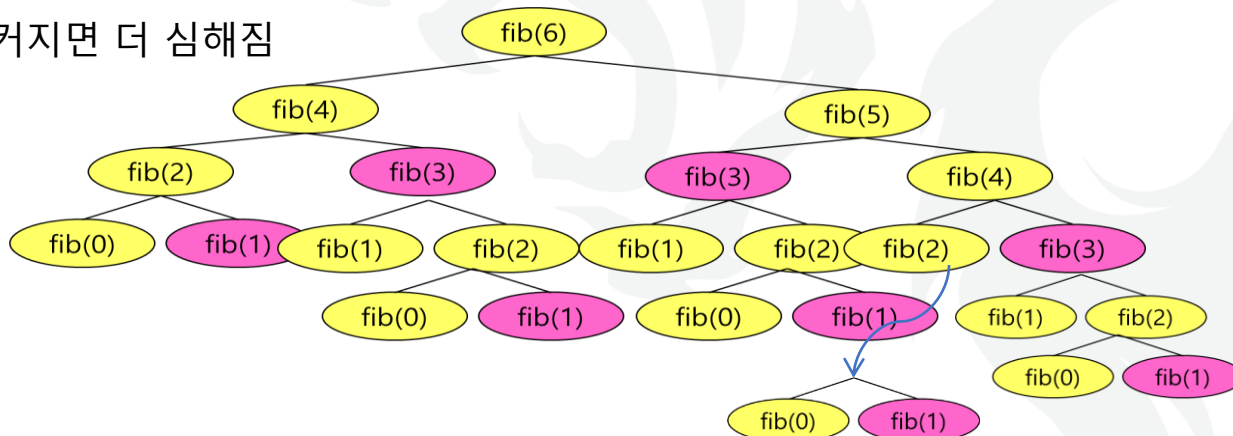 커지면 더 심해짐
fib(6)
fib(4) fib(5)
fib(2) fib(3) fib(3) fib(4)
fib(0) fib(1) fib(1) fib(2) fib(1) fib(2) fib(2) fib(3)
fib(0) fib(1) fib(0) fib(1) fib(1) fib(2)
fib(0) fib(1)
fib(0) fib(1)